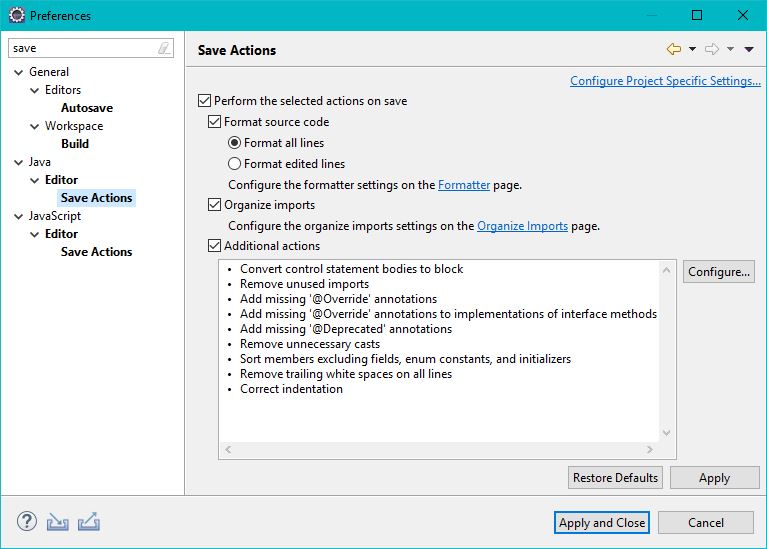 Preferences
save
General
Editors
Autosave
Workspace
Build
Java
Editor
Save Actions
JavaScript
Editor
Save Actions
Save Actions
Configure Project Specific Settings...
Perform the selected actions on save
Format source code
Format all lines
Format edited lines
Configure the formatter settings on the Formatter page.
Organize imports
Configure the organize imports settings on the Organize Imports page.
Additional actions
• Convert control statement bodies to block
• Remove unused imports
• Add missing '@Override' annotations
• Add missing '@Override' annotations to implementations of interface methods
• Add missing '@Deprecated' annotations
• Remove unnecessary casts
• Sort members excluding fields, enum constants, and initializers
• Remove trailing white spaces on all lines
• Correct indentation
Configure...
Restore Defaults
Apply
?
Apply and Close
Cancel